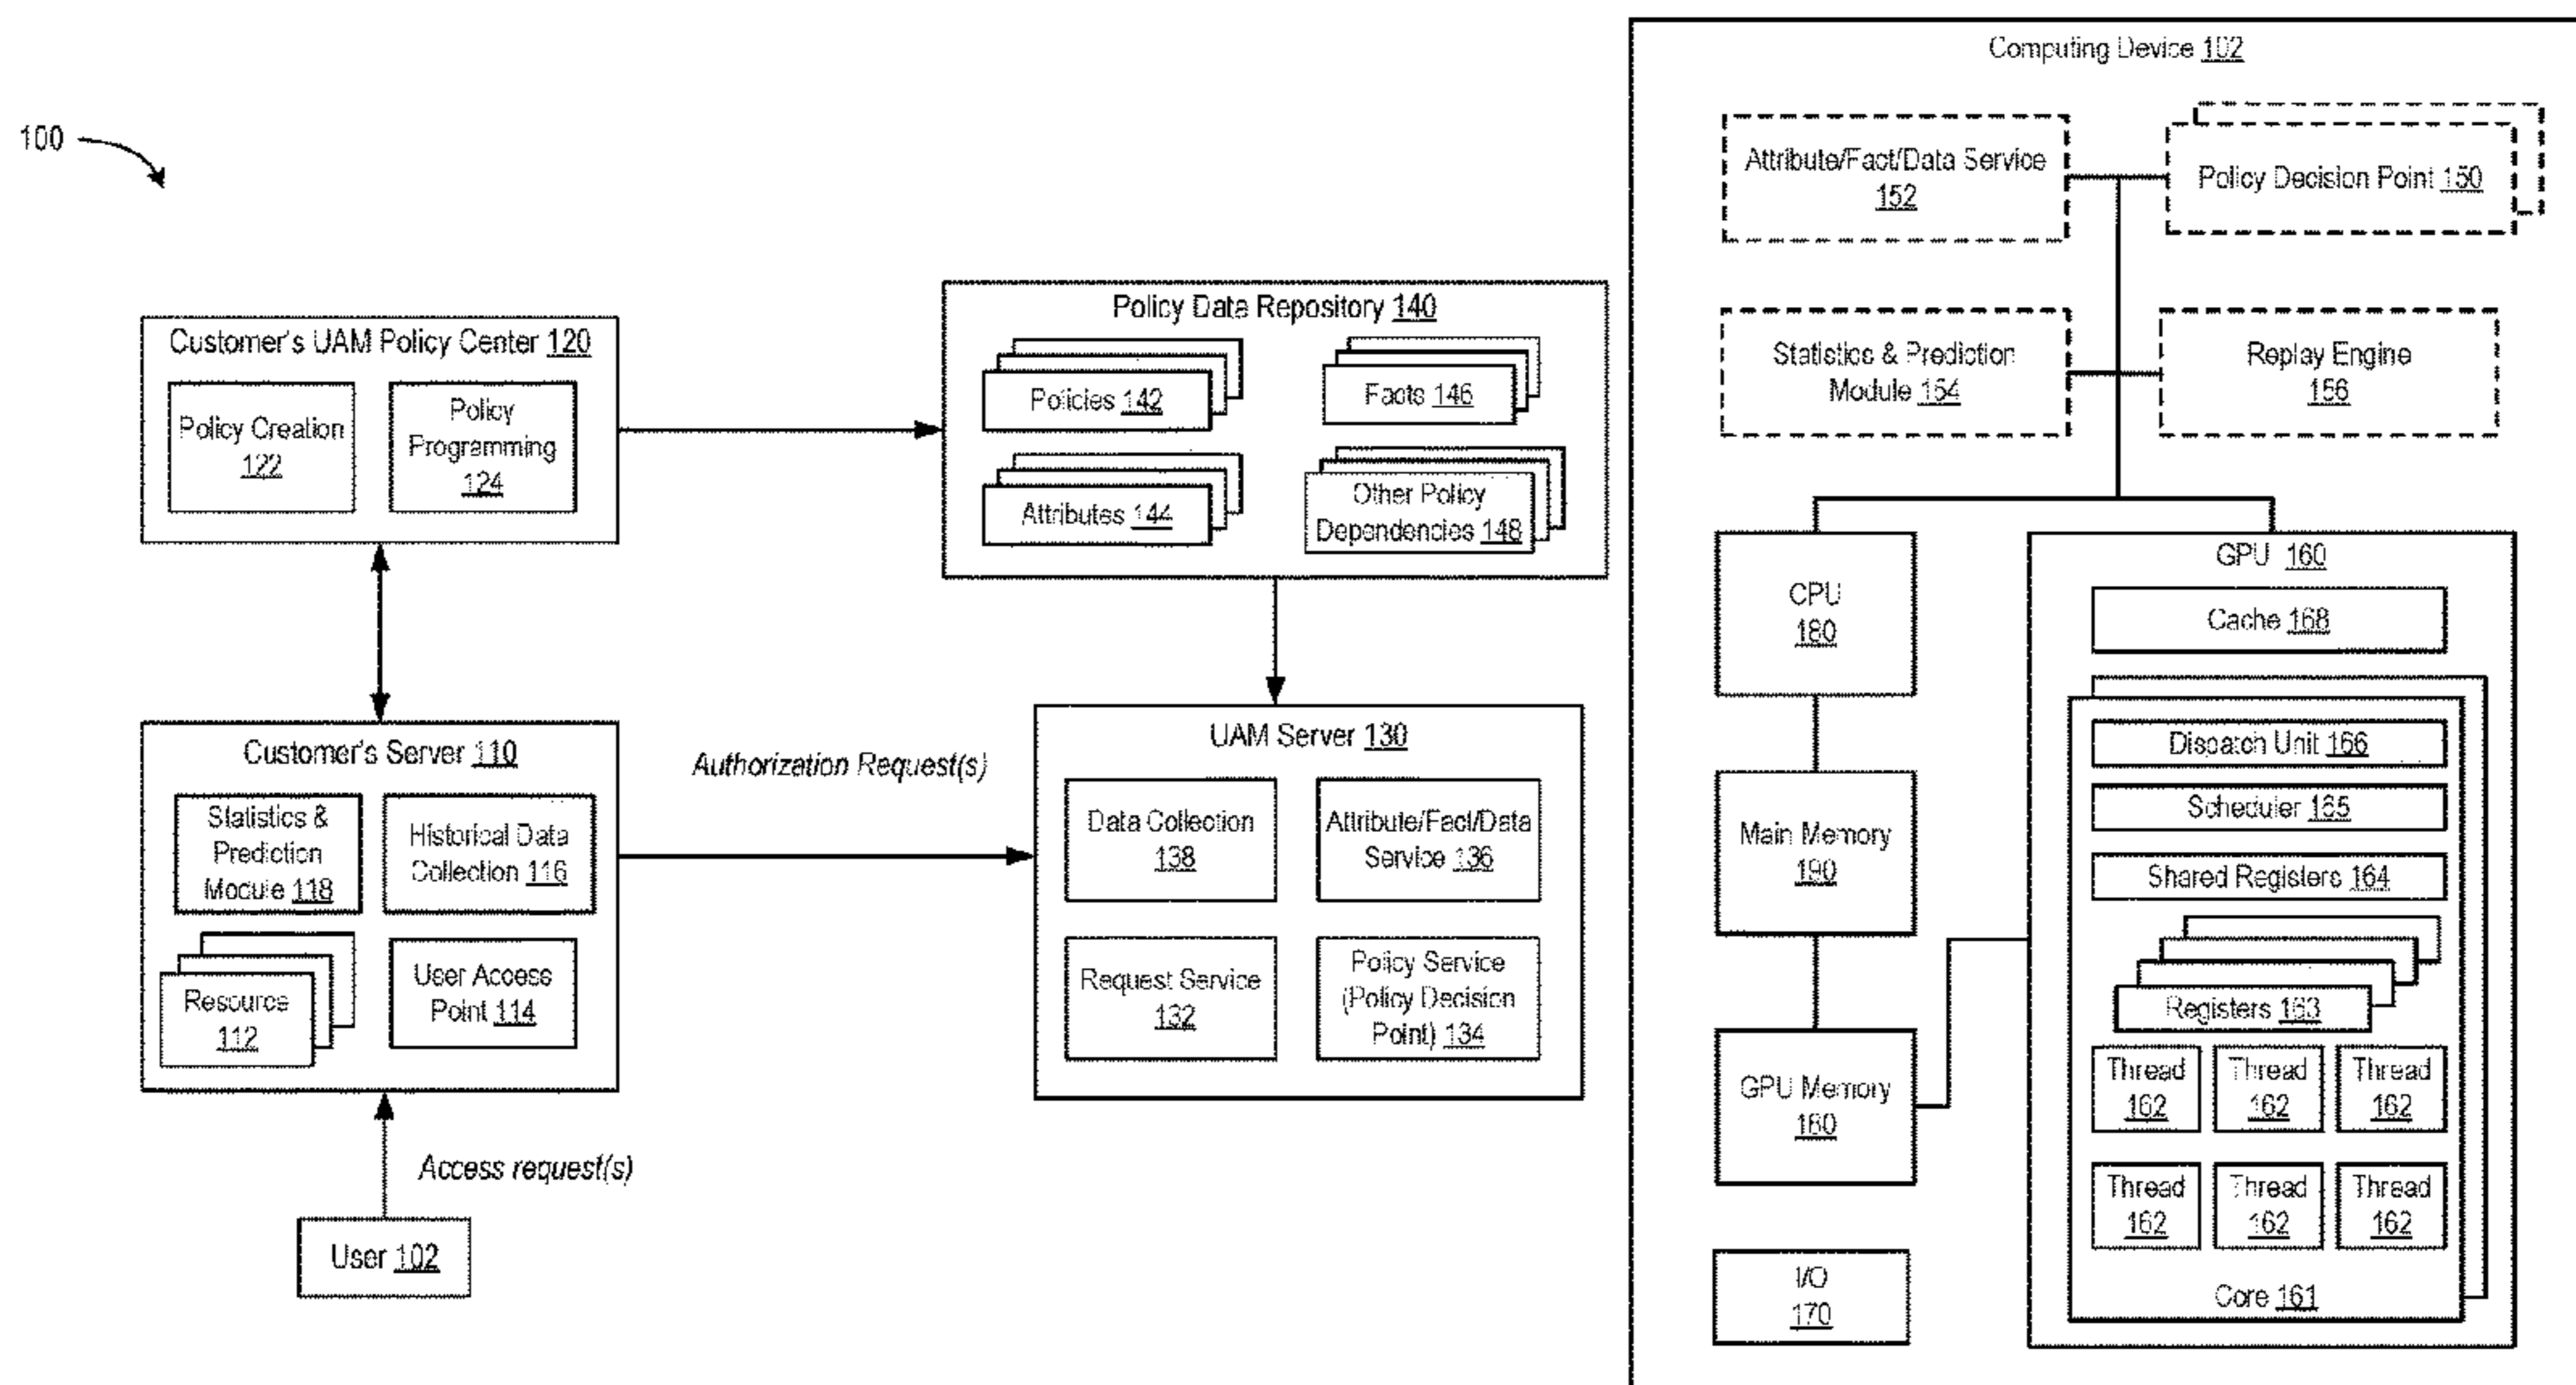 100
Customer's UAM Policy Center 120
Policy Creation
122
Policy
Programming
124
Policy Data Repository 140
Policies 142
Facts 146
Attributes 144
Other Policy
Dependencies 148
Customer's Server 110
Statistics &
Prediction
Module 118
Historical Data
Collection 116
Resource
112
User Access
Point 114
Authorization Request(s)
UAM Server 130
Data Collection
138
Attribute/Fact/Data
Service 136
Request Service
132
Policy Service
(Policy Decision
Point) 134
Access request(s)
User 102
Computing Device 102
Attribute/Fact/Data Service
152
Policy Decision Point 150
Statistics & Prediction
Module 154
Replay Engine
156
CPU
180
Main Memory
190
GPU Memory
180
I/O
170
GPU 160
Cache 168
Dispatch Unit 166
Scheduler 165
Shared Registers 164
Registers 163
Thread
162
Thread
162
Thread
162
Thread
162
Thread
162
Thread
162
Core 161